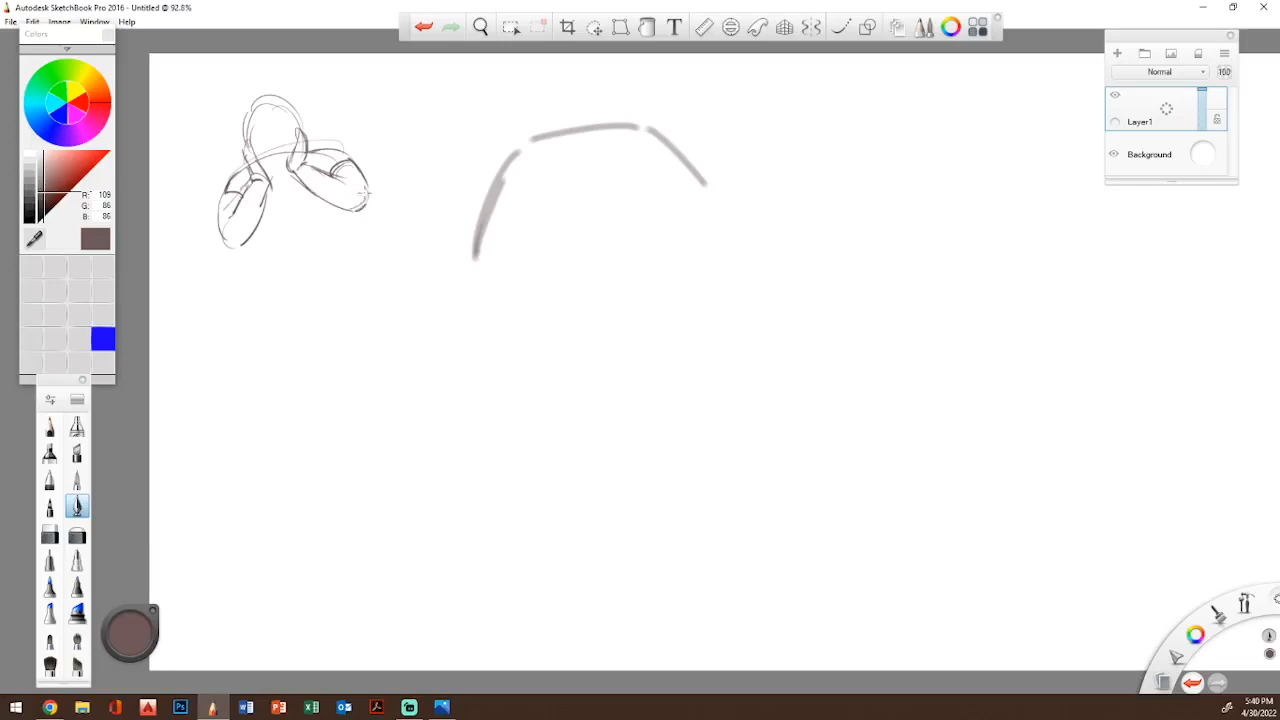 Autodesk SketchBook Pro 2016 - Untitled @ 92.8%
File Edit Image Window Help
Colors
R: 109
G: 86
B: 86
T
Normal
100
Layer1
Background
5:40 PM
4/30/2022